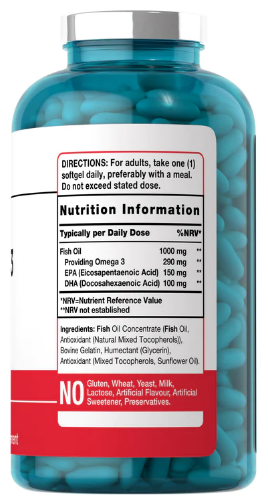 DIRECTIONS: For adults, take one (1)
softgel daily, preferably with a meal.
Do not exceed stated dose.
Nutrition Information
Typically per Daily Dose %NRV*
Fish Oil 1000 mg **
Providing Omega 3 290 mg **
EPA (Eicosapentaenoic Acid) 150 mg **
DHA (Docosahexaenoic Acid) 100 mg **
*NRV=Nutrient Reference Value
**NRV not established
Ingredients: Fish Oil Concentrate (Fish Oil,
Antioxidant (Natural Mixed Tocopherols)),
Bovine Gelatin, Humectant (Glycerin),
Antioxidant (Mixed Tocopherols, Sunflower Oil).
NO Gluten, Wheat, Yeast, Milk,
Lactose, Artificial Flavour, Artificial
Sweetener, Preservatives.
3